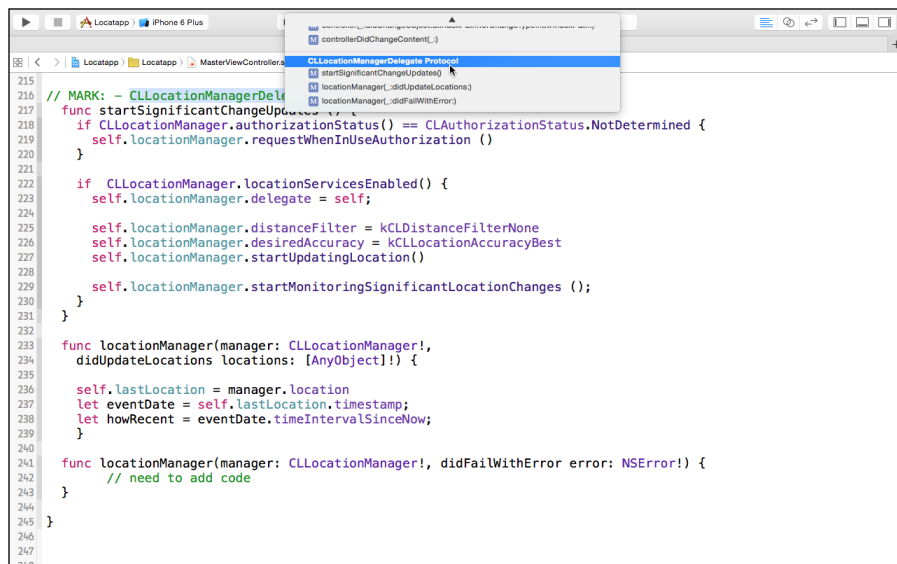 Locatapp
iPhone 6 Plus
controllerDidChangeContent(_:)
CLLocationManagerDelegate Protocol
startSignificantChangeUpdates()
locationManager(_:didUpdateLocations:)
locationManager(_:didFailWithError:)
Locatapp
Locatapp
MasterViewController.s
215
216 // MARK: - CLLocationManagerDele
217 func startSignificantChangeUpdates () {
218 if CLLocationManager.authorizationStatus() == CLAuthorizationStatus.NotDetermined {
219 self.locationManager.requestWhenInUseAuthorization ()
220 }
221
222 if  CLLocationManager.locationServicesEnabled() {
223 self.locationManager.delegate = self;
224
225 self.locationManager.distanceFilter = kCLDistanceFilterNone
226 self.locationManager.desiredAccuracy = kCLLocationAccuracyBest
227 self.locationManager.startUpdatingLocation()
228
229 self.locationManager.startMonitoringSignificantLocationChanges ();
230 }
231 }
232
233 func locationManager(manager: CLLocationManager!,
234 didUpdateLocations locations: [AnyObject]!) {
235
236 self.lastLocation = manager.location
237 let eventDate = self.lastLocation.timestamp;
238 let howRecent = eventDate.timeIntervalSinceNow;
239 }
240
241 func locationManager(manager: CLLocationManager!, didFailWithError error: NSError!) {
242 // need to add code
243 }
244
245 }
246
247